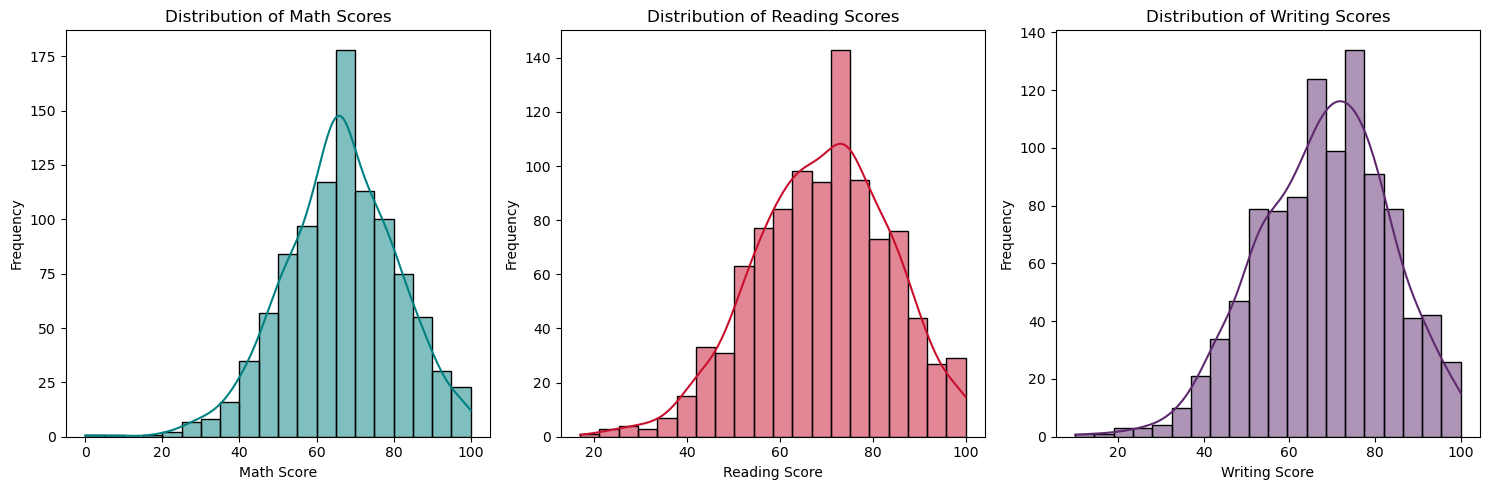 Distribution of Math Scores
175
150
125
100
75
50
25
0
Frequency
0 20 40 60 80 100
Math Score
Distribution of Reading Scores
140
120
100
80
60
40
20
0
Frequency
20 40 60 80 100
Reading Score
Distribution of Writing Scores
140
120
100
80
60
40
20
0
Frequency
20 40 60 80 100
Writing Score